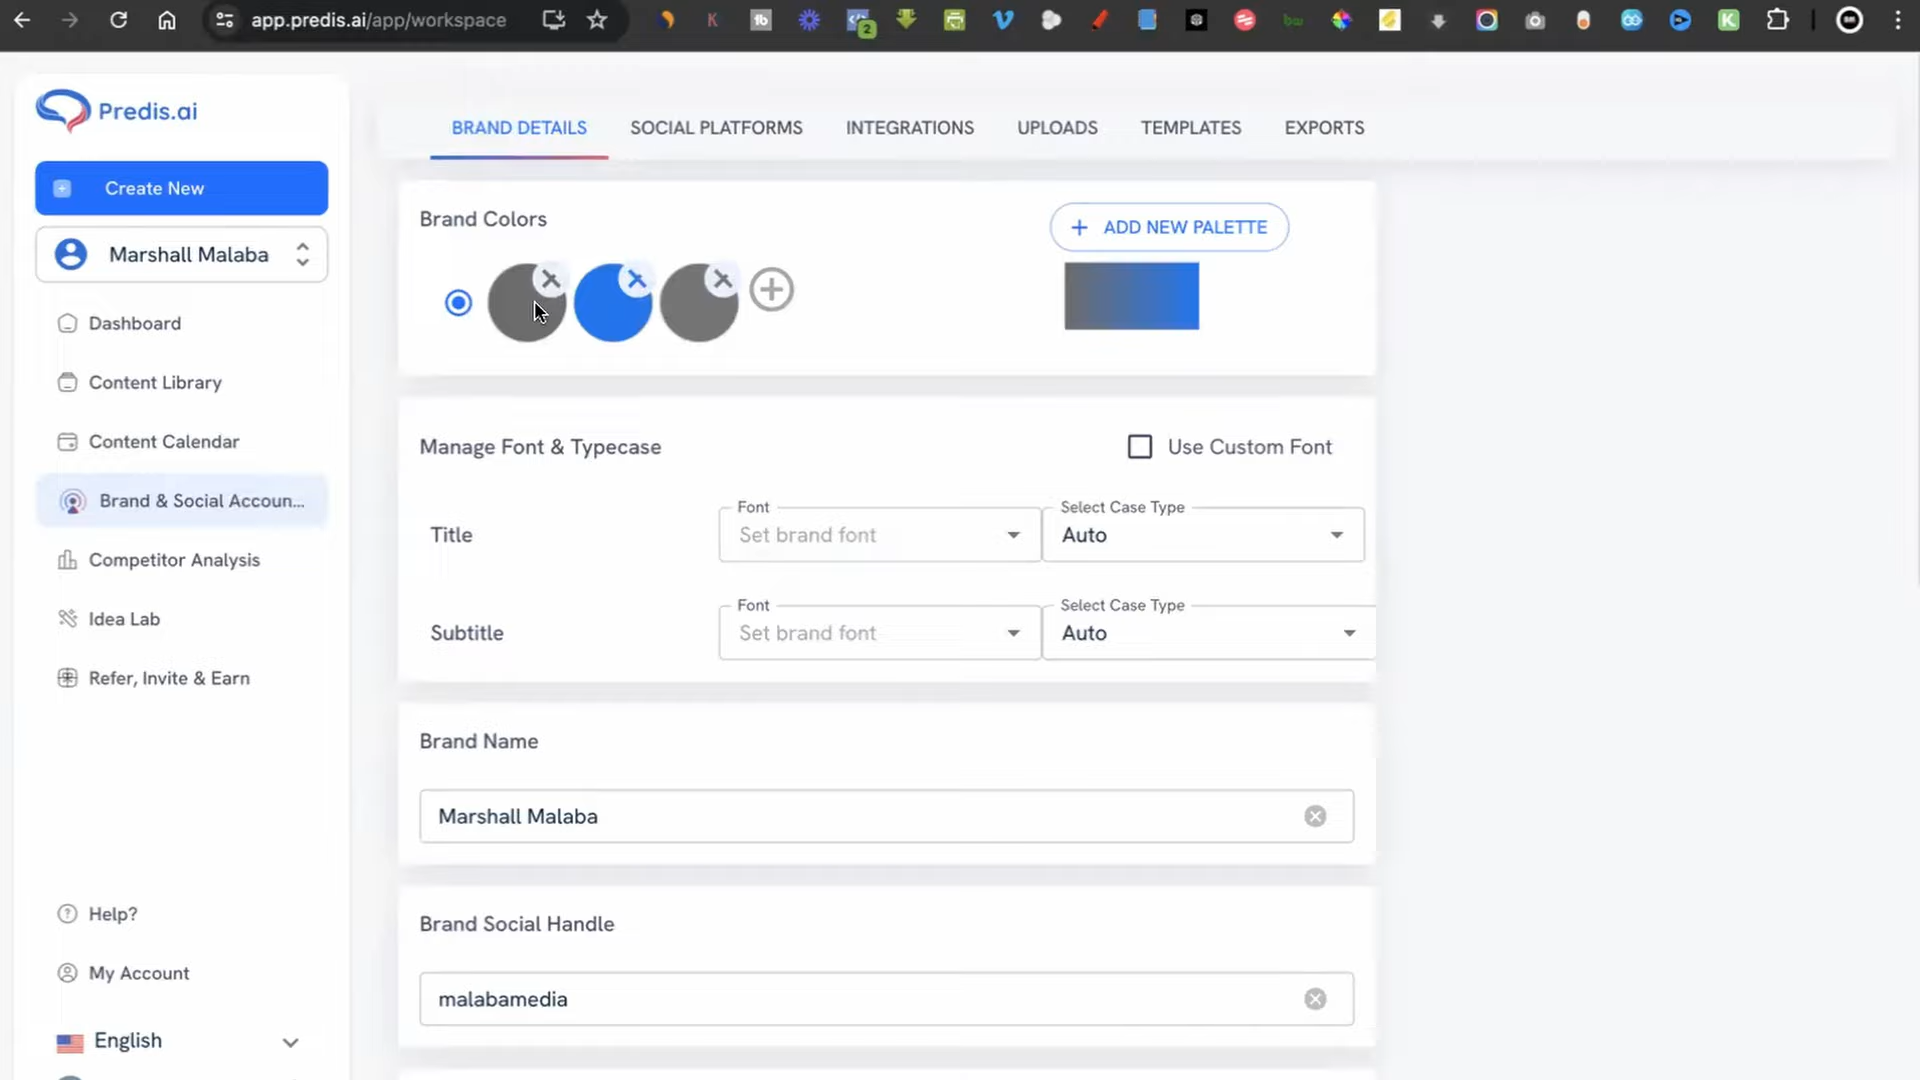 app.predis.ai/app/workspace
K
tb
2
bw
K
Predis.ai
Create New
Marshall Malaba
Dashboard
Content Library
Content Calendar
Brand & Social Accoun...
Competitor Analysis
Idea Lab
Refer, Invite & Earn
Help?
My Account
English
BRAND DETAILS
SOCIAL PLATFORMS
INTEGRATIONS
UPLOADS
TEMPLATES
EXPORTS
Brand Colors
ADD NEW PALETTE
Manage Font & Typecase
Use Custom Font
Title
Font
Set brand font
Select Case Type
Auto
Subtitle
Font
Set brand font
Select Case Type
Auto
Brand Name
Marshall Malaba
Brand Social Handle
malabamedia